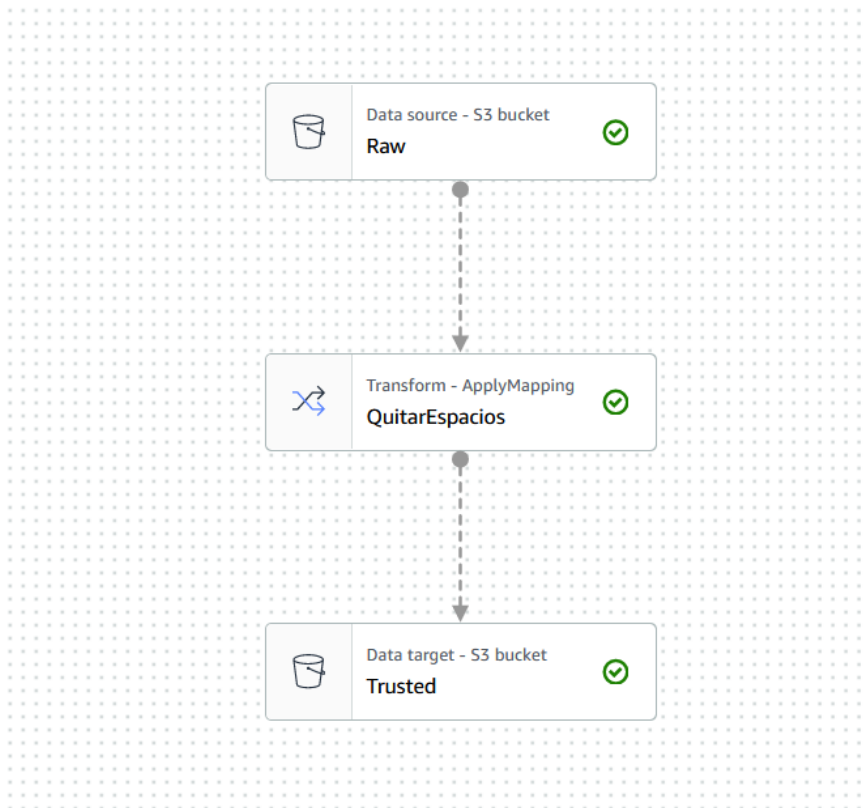 Data source - S3 bucket
Raw
Transform - ApplyMapping
QuitarEspacios
Data target - S3 bucket
Trusted